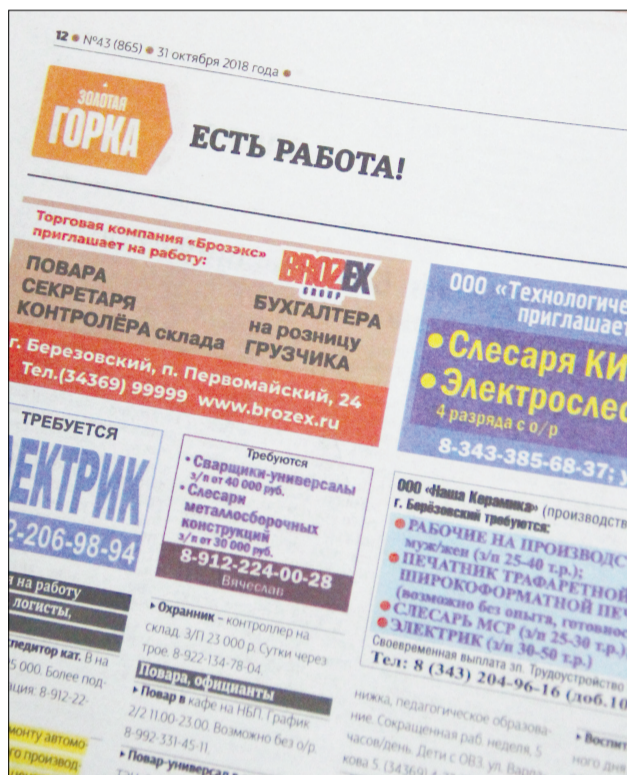 12 • №43 (865) • 31 октября 2018 года •
ЗОЛОТАЯ
ГОРКА
ЕСТЬ РАБОТА!
Торговая компания «Брозэкс»
приглашает на работу:
BROZEX
GROUP
ПОВАРА
СЕКРЕТАРЯ
КОНТРОЛЁРА склада
БУХГАЛТЕРА
на розницу
ГРУЗЧИКА
г. Березовский, п. Первомайский, 24
Тел.(34369) 99999 www.brozex.ru
ООО «Технологиче
приглашает
• Слесаря КИ
• Электрослес
4 разряда с о/р
8-343-385-68-37; у
ТРЕБУЕТСЯ
ЛЕКТРИК
2-206-98-94
Требуются
• Сварщики-универсалы
з/п от 40 000 руб.
• Слесари
металлосборочных
конструкций
з/п от 30 000 руб.
8-912-224-00-28
Вячеслав
ООО «Наша Керамика» (производств
г. Берёзовский требуются:
• РАБОЧИЕ НА ПРОИЗВОДС
муж/жен (з/п 25-40 т.р.);
• ПЕЧАТНИК ТРАФАРЕТНОЙ
ШИРОКОФОРМАТНОЙ ПЕ
(возможно без опыта, готовнос
• СЛЕСАРЬ МСР (з/п 25-30 т.р.)
• ЭЛЕКТРИК (з/п 30-50 т.р.)
Своевременная выплата зп. Трудоустройство
Тел: 8 (343) 204-96-16 (доб.10
я на работу
логисты,
спедитор кат. В на
5 000. Более под-
ация: 8-912-22-
монту автомо-
го производ-
▸ Охранник – контроллер на
склад. З/П 23 000 р. Сутки через
трое. 8-922-134-78-04.
Повара, официанты
▸ Повар в кафе на НБП. График
2/2 11.00-23.00. Возможно без о/р.
8-992-331-45-11.
▸ Повар-универсал
нижка, педагогическое образова-
ние. Сокращенная раб. неделя. 5
часов/день. Дети с ОВЗ. ул. Варла
кова 5. (34369)
▸ Воспит
ного дня